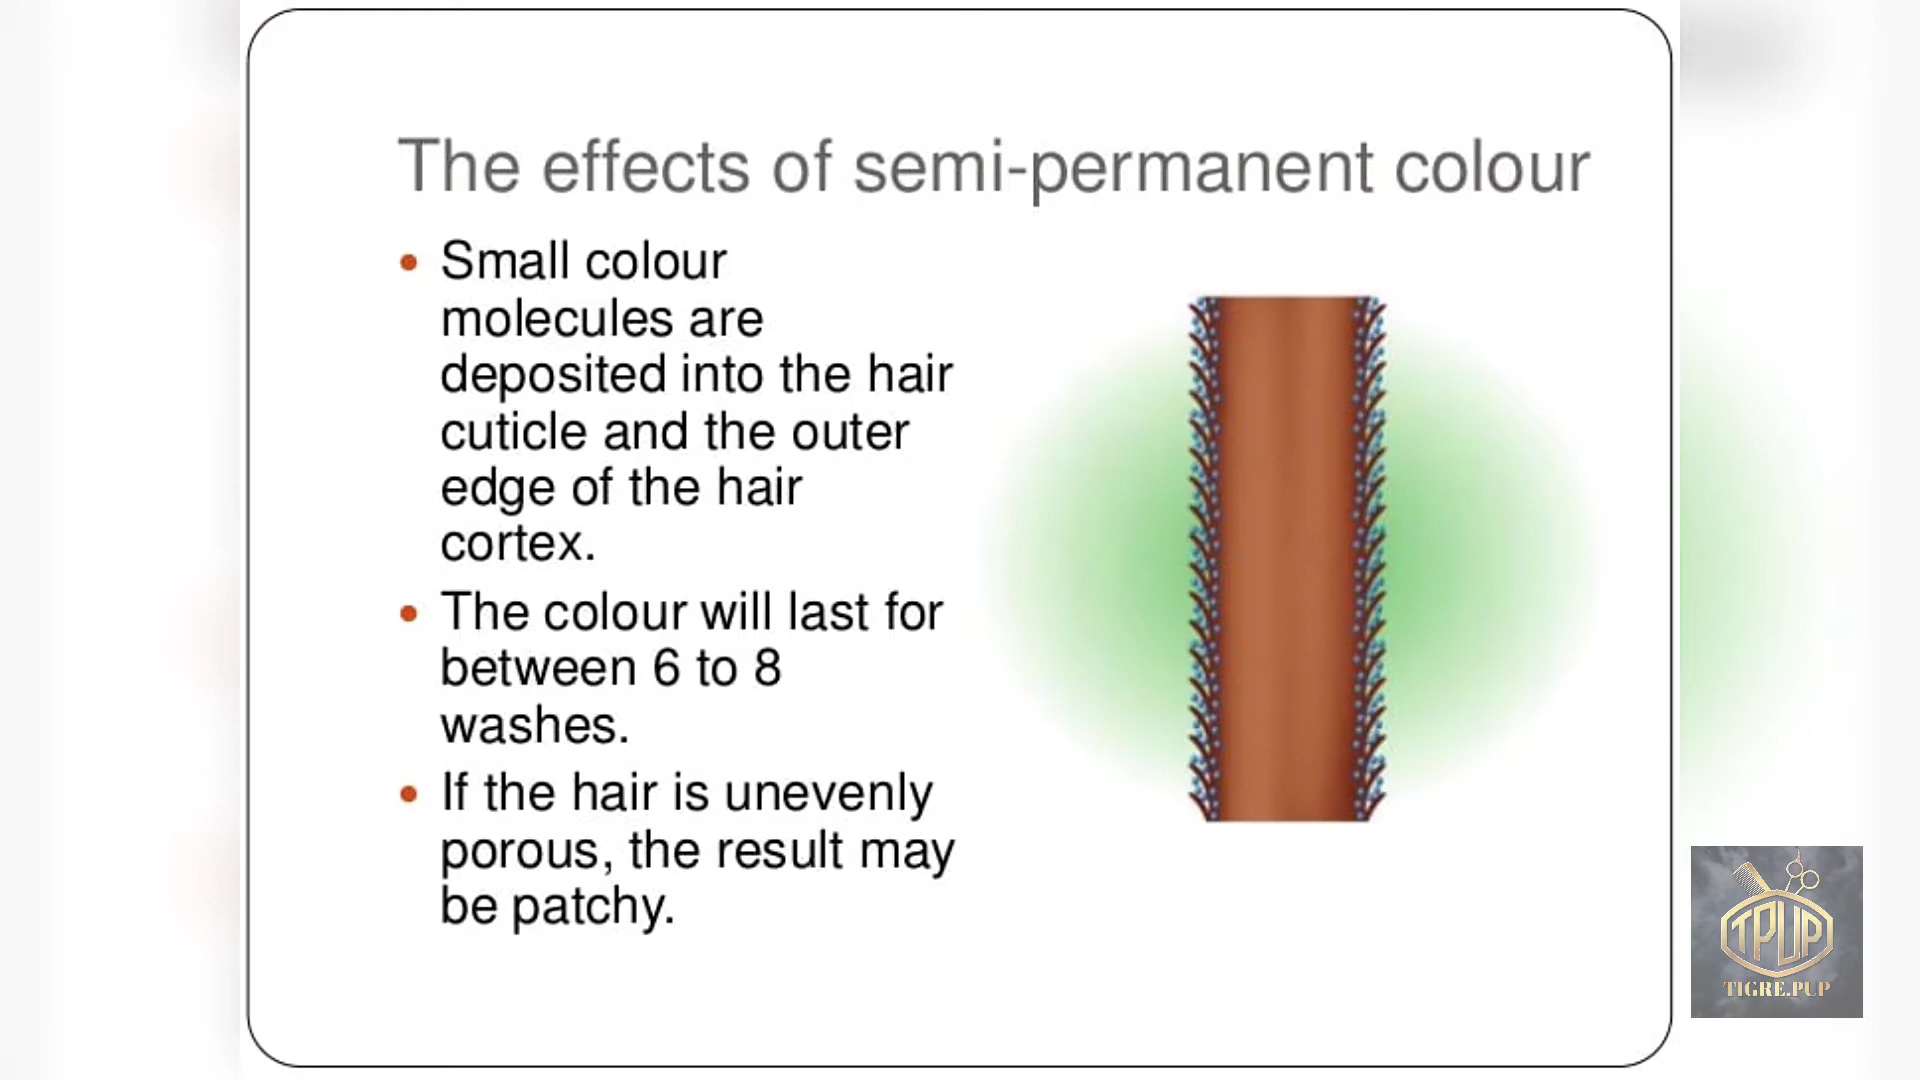 The effects of semi-permanent colour
• Small colour
molecules are
deposited into the hair
cuticle and the outer
edge of the hair
cortex.
• The colour will last for
between 6 to 8
washes.
• If the hair is unevenly
porous, the result may
be patchy.
TPUP
TIGRE.PUP